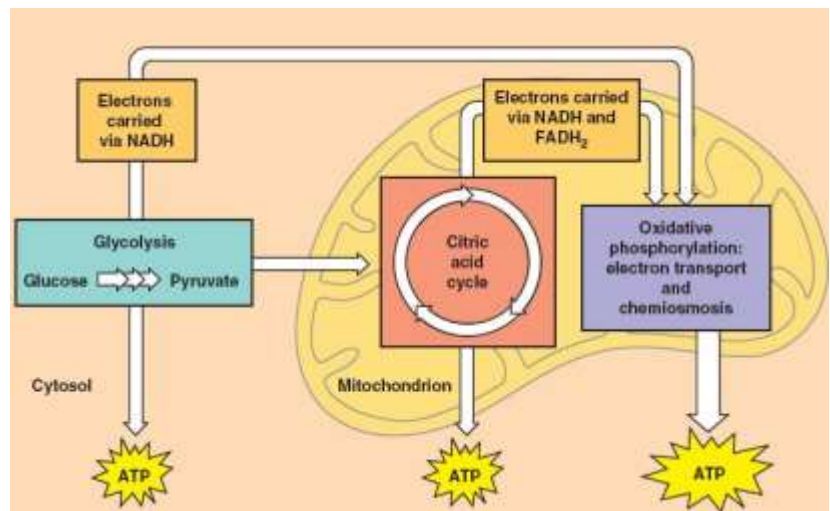 Electrons
carried
via NADH
Electrons carried
via NADH and
FADH₂
Glycolysis
Glucose Pyruvate
Citric
acid
cycle
Oxidative
phosphorylation:
electron transport
and
chemiosmosis
Cytosol
Mitochondrion
ATP
ATP
ATP